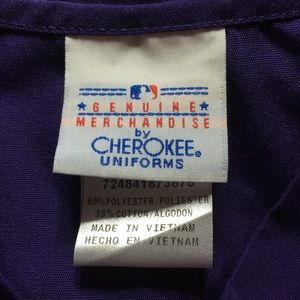 GENUINE
MERCHANDISE
by
CHEROKEE®
UNIFORMS
65%POLYESTER/POLIESTER
35%COTTON/ALGODON
MADE IN VIETNAM
HECHO EN VIETNAM